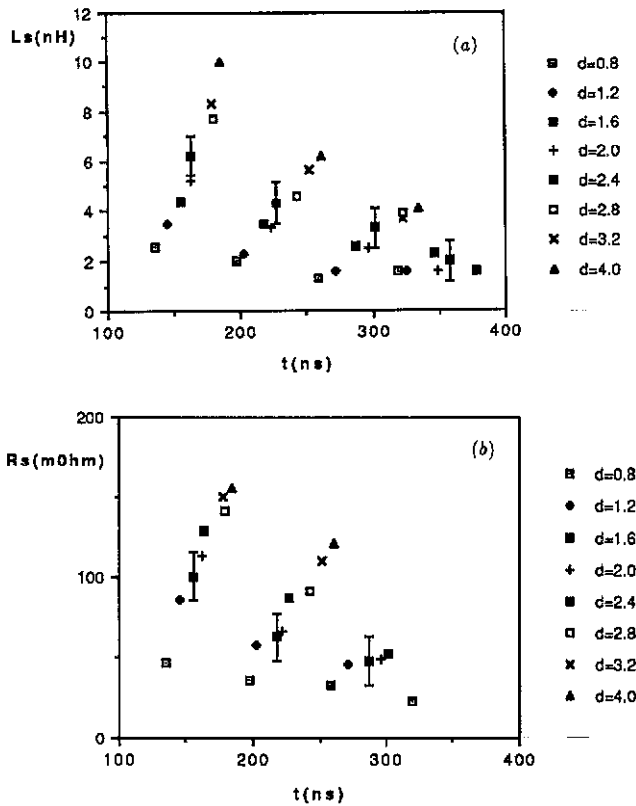 12
Ls(nH)
(a)
10
8
6
4
2
0
100
200
300
400
t(ns)
d=0.8
d=1.2
d=1.6
d=2.0
d=2.4
d=2.8
d=3.2
d=4.0
200
Rs(mOhm)
(b)
100
0
100
200
300
400
t(ns)
d=0.8
d=1.2
d=1.6
d=2.0
d=2.4
d=2.8
d=3.2
d=4.0